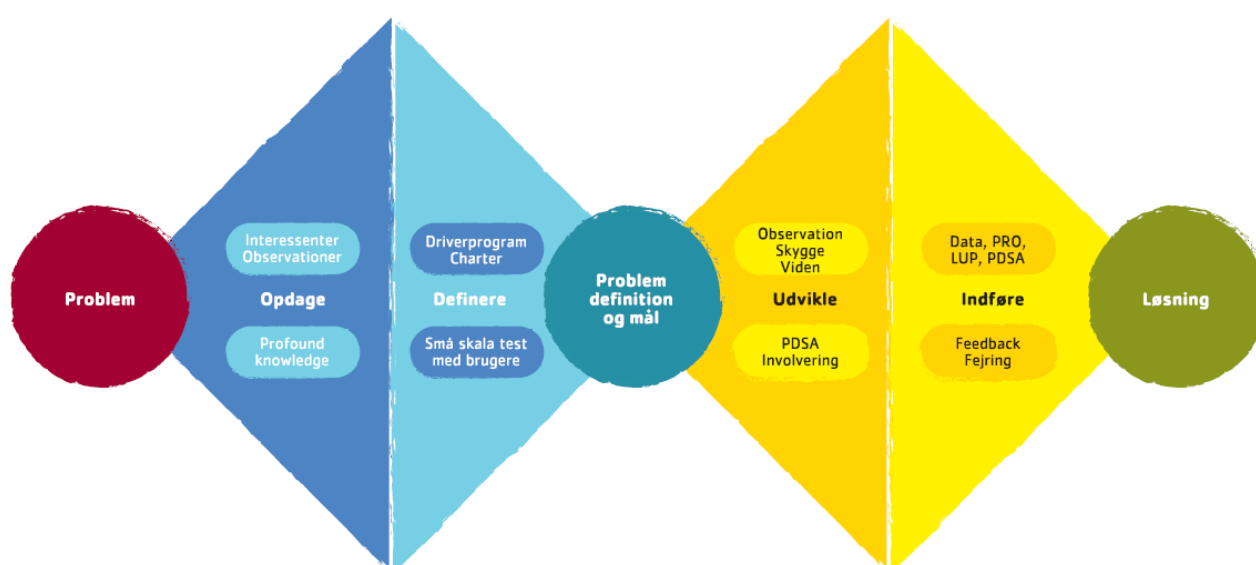 Problem
Interessenter
Observationer
Opdage
Profound
knowledge
Driverprogram
Charter
Definere
Små skala test
med brugere
Problem
definition
og mål
Observation
Skygge
Viden
Udvikle
PDSA
Involvering
Data, PRO,
LUP, PDSA
Indføre
Feedback
Fejring
Løsning